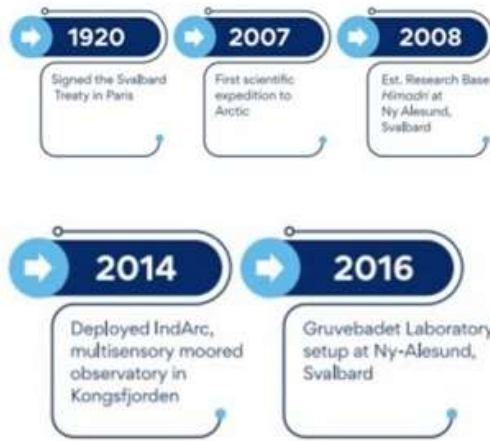 1920
Signed the Svalbard
Treaty in Paris
2007
First scientific
expedition to
Arctic
2008
Est. Research Base
Himadri at
Ny Alesund,
Svalbard
2014
Deployed IndArc,
multisensory moored
observatory in
Kongsfjorden
2016
Gruvebadet Laboratory
setup at Ny-Alesund,
Svalbard